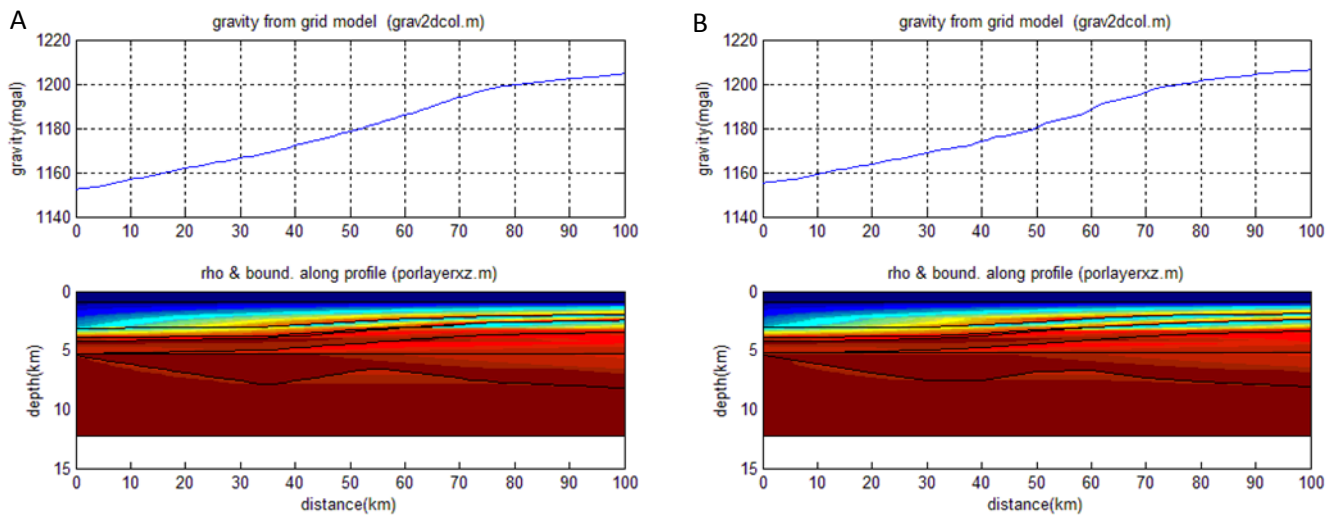 A
gravity from grid model (grav2dcol.m)
1220
1200
1180
1160
1140
gravity(mgal)
0 10 20 30 40 50 60 70 80 90 100
rho & bound. along profile (porlayerxz.m)
0
5
10
15
depth(km)
0 10 20 30 40 50 60 70 80 90 100
distance(km)
B
gravity from grid model (grav2dcol.m)
1220
1200
1180
1160
1140
gravity(mgal)
0 10 20 30 40 50 60 70 80 90 100
rho & bound. along profile (porlayerxz.m)
0
5
10
15
depth(km)
0 10 20 30 40 50 60 70 80 90 100
distance(km)